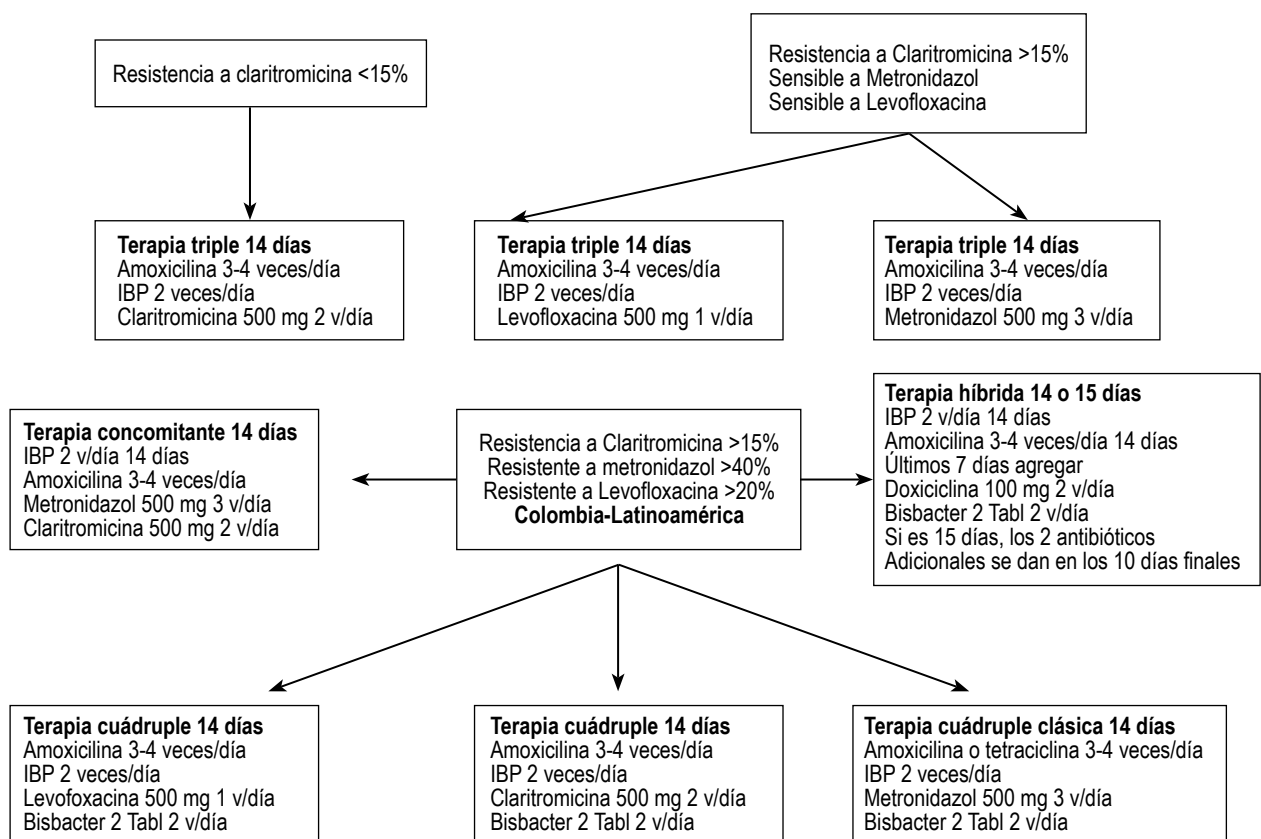 Resistencia a claritromicina <15%
Resistencia a Claritromicina >15%
Sensible a Metronidazol
Sensible a Levofloxacina
Terapia triple 14 días
Amoxicilina 3-4 veces/día
IBP 2 veces/día
Claritromicina 500 mg 2 v/día
Terapia triple 14 días
Amoxicilina 3-4 veces/día
IBP 2 veces/día
Levofloxacina 500 mg 1 v/día
Terapia triple 14 días
Amoxicilina 3-4 veces/día
IBP 2 veces/día
Metronidazol 500 mg 3 v/día
Terapia concomitante 14 días
IBP 2 v/día 14 días
Amoxicilina 3-4 veces/día
Metronidazol 500 mg 3 v/día
Claritromicina 500 mg 2 v/día
Resistencia a Claritromicina >15%
Resistente a metronidazol >40%
Resistente a Levofloxacina >20%
Colombia-Latinoamérica
Terapia híbrida 14 o 15 días
IBP 2 v/día 14 días
Amoxicilina 3-4 veces/día 14 días
Últimos 7 días agregar
Doxiciclina 100 mg 2 v/día
Bisbacter 2 Tabl 2 v/día
Si es 15 días, los 2 antibióticos
Adicionales se dan en los 10 días finales
Terapia cuádruple 14 días
Amoxicilina 3-4 veces/día
IBP 2 veces/día
Levofoxacina 500 mg 1 v/día
Bisbacter 2 Tabl 2 v/día
Terapia cuádruple 14 días
Amoxicilina 3-4 veces/día
IBP 2 veces/día
Claritromicina 500 mg 2 v/día
Bisbacter 2 Tabl 2 v/día
Terapia cuádruple clásica 14 días
Amoxicilina o tetraciclina 3-4 veces/día
IBP 2 veces/día
Metronidazol 500 mg 3 v/día
Bisbacter 2 Tabl 2 v/día